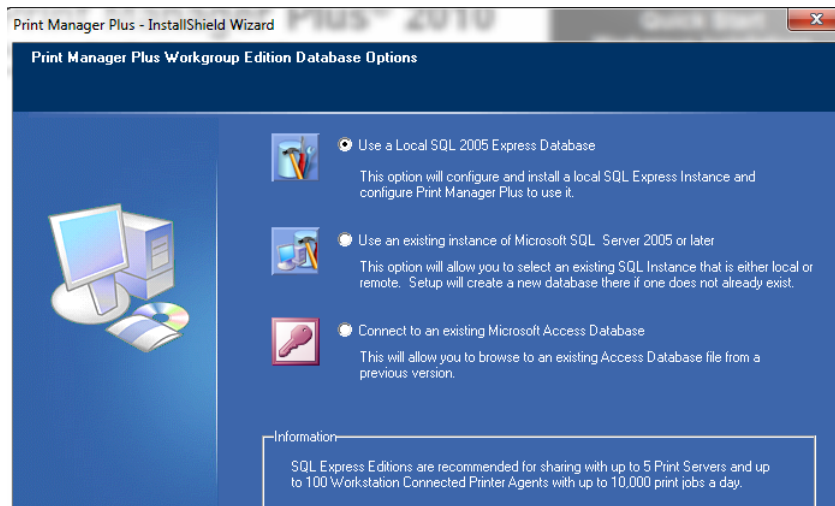 Print Manager Plus® 2010
Quick Start
Print Manager Plus - InstallShield Wizard
Print Manager Plus Workgroup Edition Database Options
Use a Local SQL 2005 Express Database
This option will configure and install a local SQL Express Instance and
configure Print Manager Plus to use it.
Use an existing instance of Microsoft SQL Server 2005 or later
This option will allow you to select an existing SQL Instance that is either local or
remote. Setup will create a new database there if one does not already exist.
Connect to an existing Microsoft Access Database
This will allow you to browse to an existing Access Database file from a
previous version.
Information
SQL Express Editions are recommended for sharing with up to 5 Print Servers and up
to 100 Workstation Connected Printer Agents with up to 10,000 print jobs a day.